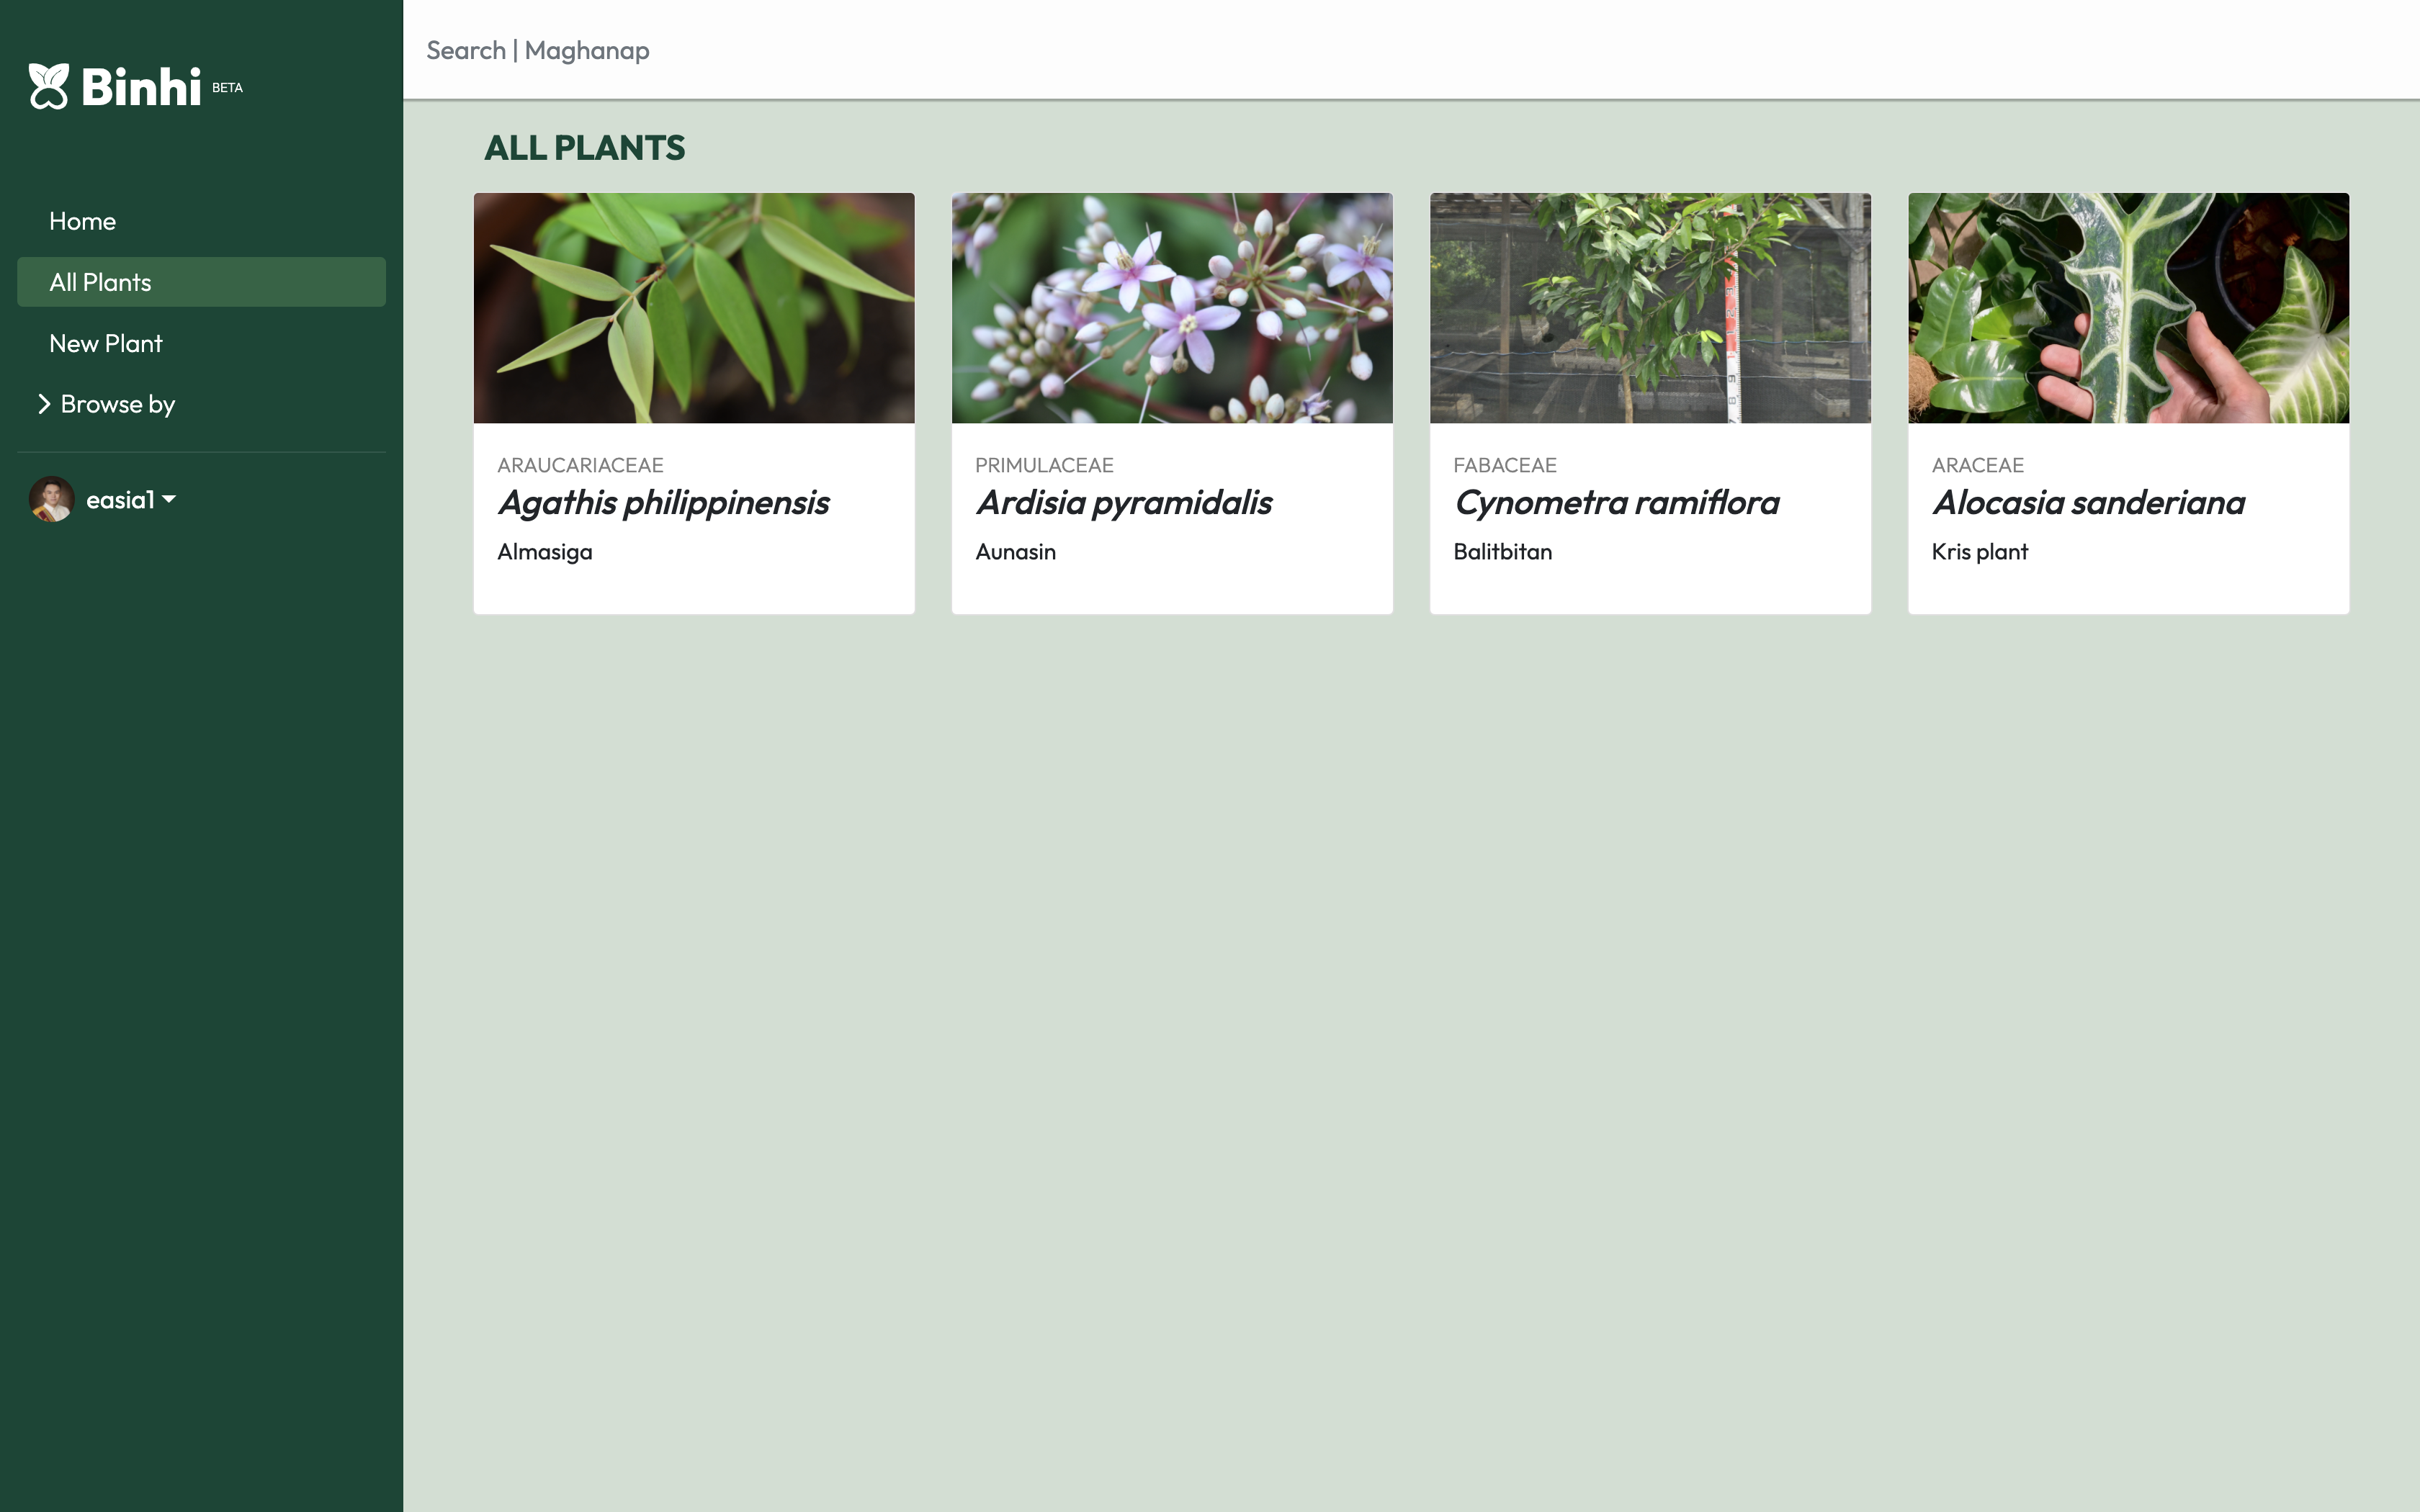 Binhi BETA
Search | Maghanap
Home
All Plants
New Plant
Browse by
easia1
ALL PLANTS
ARAUCARIACEAE
Agathis philippinensis
Almasiga
PRIMULACEAE
Ardisia pyramidalis
Aunasin
FABACEAE
Cynometra ramiflora
Balitbitan
ARACEAE
Alocasia sanderiana
Kris plant